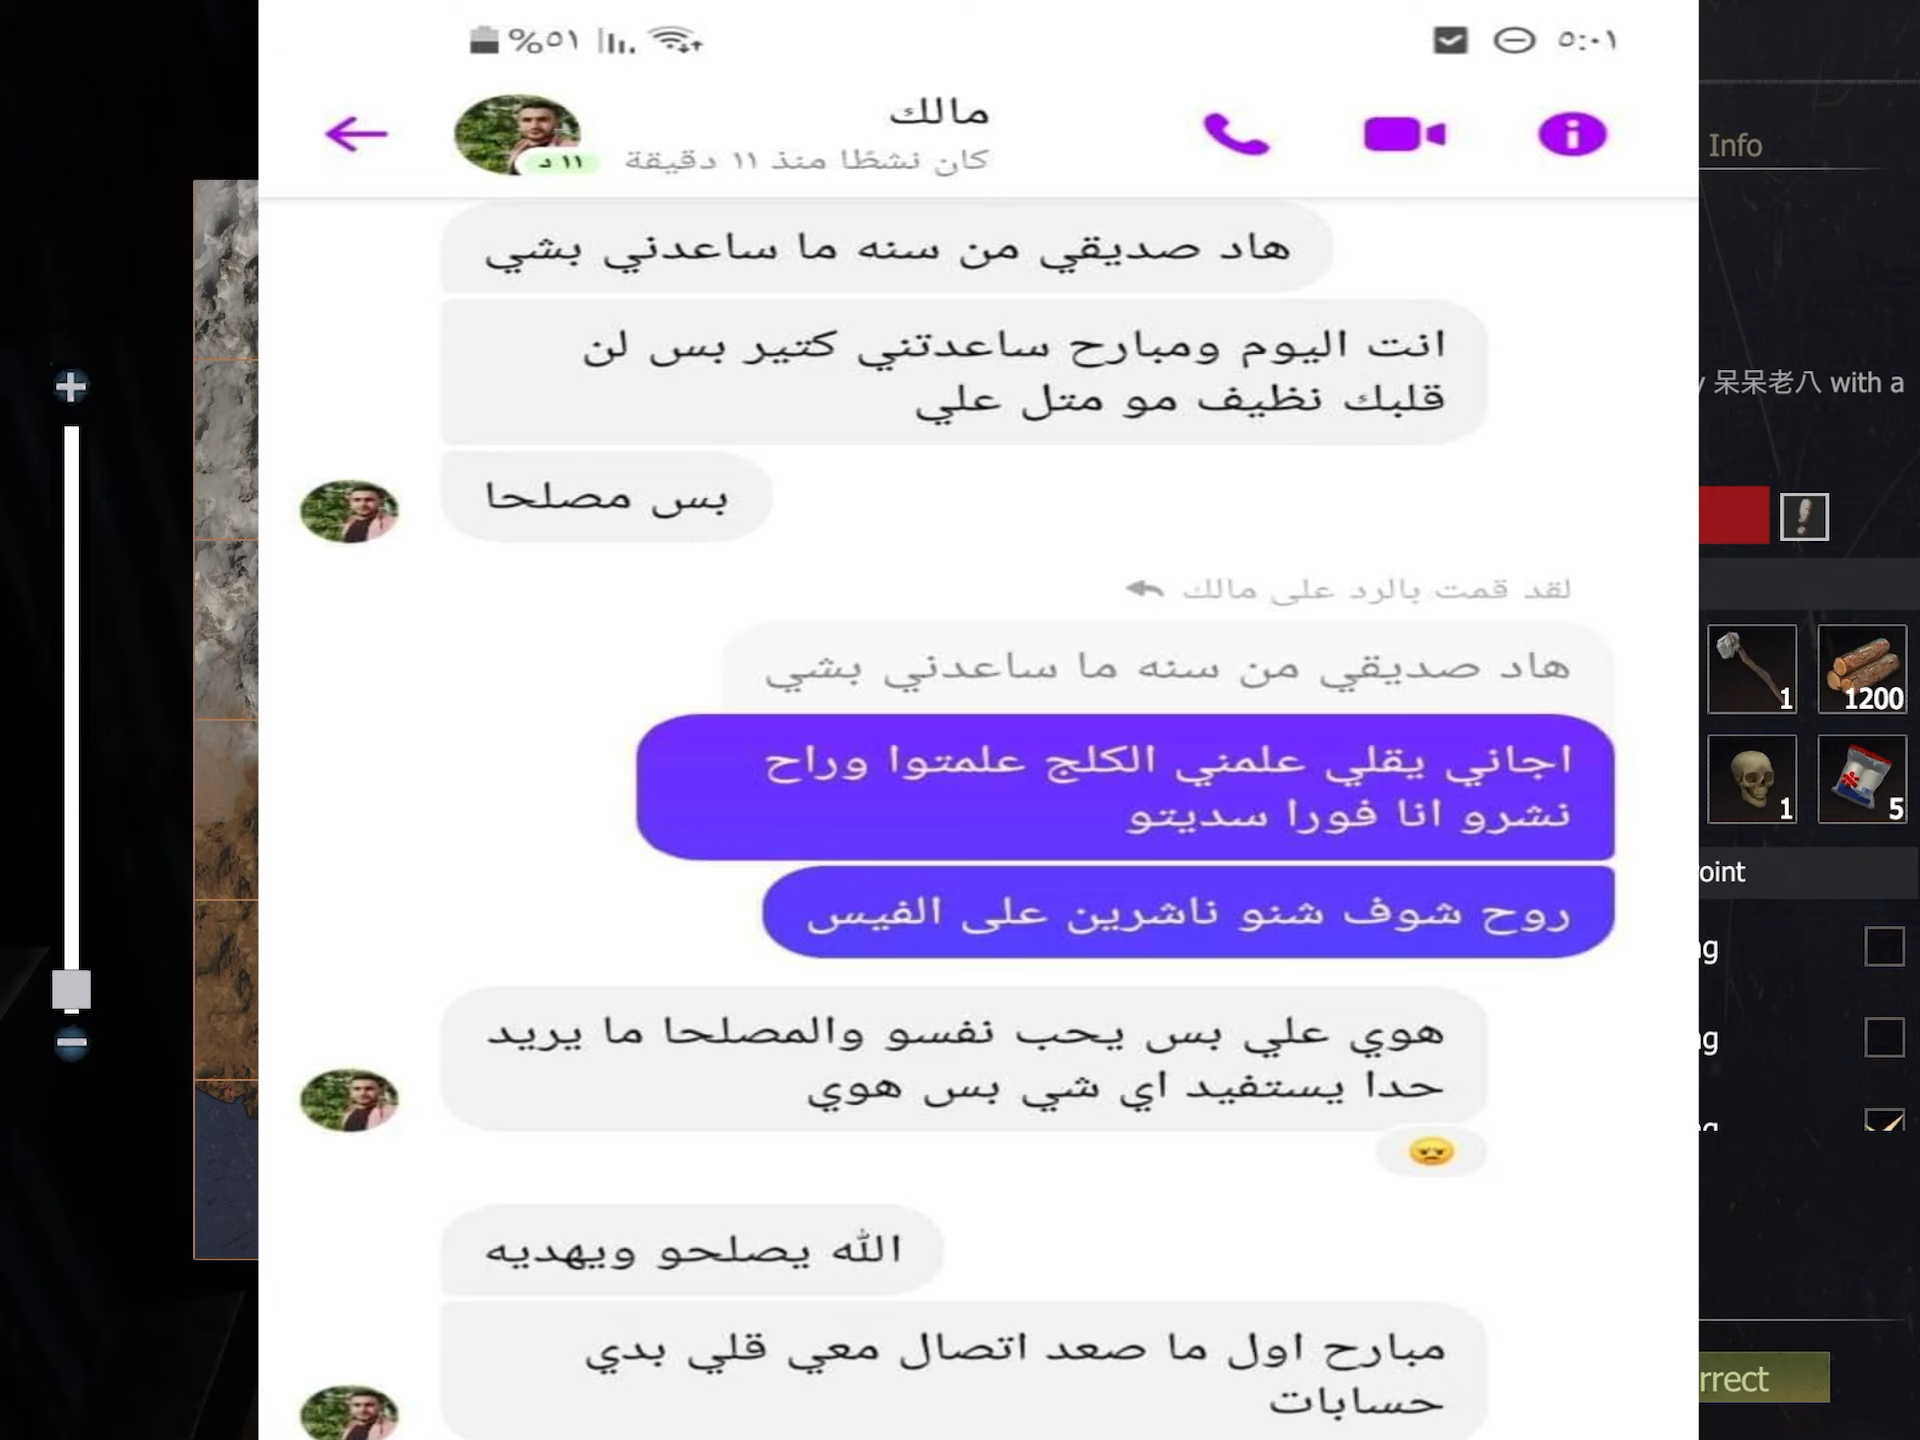 %٥١
٥:٠١
مالك
كان نشطًا منذ ١١ دقيقة
١١ د
هاد صديقي من سنه ما ساعدني بشي
انت اليوم ومبارح ساعدتني كتير بس لن
قلبك نظيف مو متل علي
بس مصلحا
لقد قمت بالرد على مالك
هاد صديقي من سنه ما ساعدني بشي
اجاني يقلي علمني الكلج علمتوا وراح
نشرو انا فورا سديتو
روح شوف شنو ناشرين على الفيس
هوي علي بس يحب نفسو والمصلحا ما يريد
حدا يستفيد اي شي بس هوي
الله يصلحو ويهديه
مبارح اول ما صعد اتصال معي قلي بدي
حسابات
Info
呆呆老八 with a
1
1200
1
5
oint
rrect